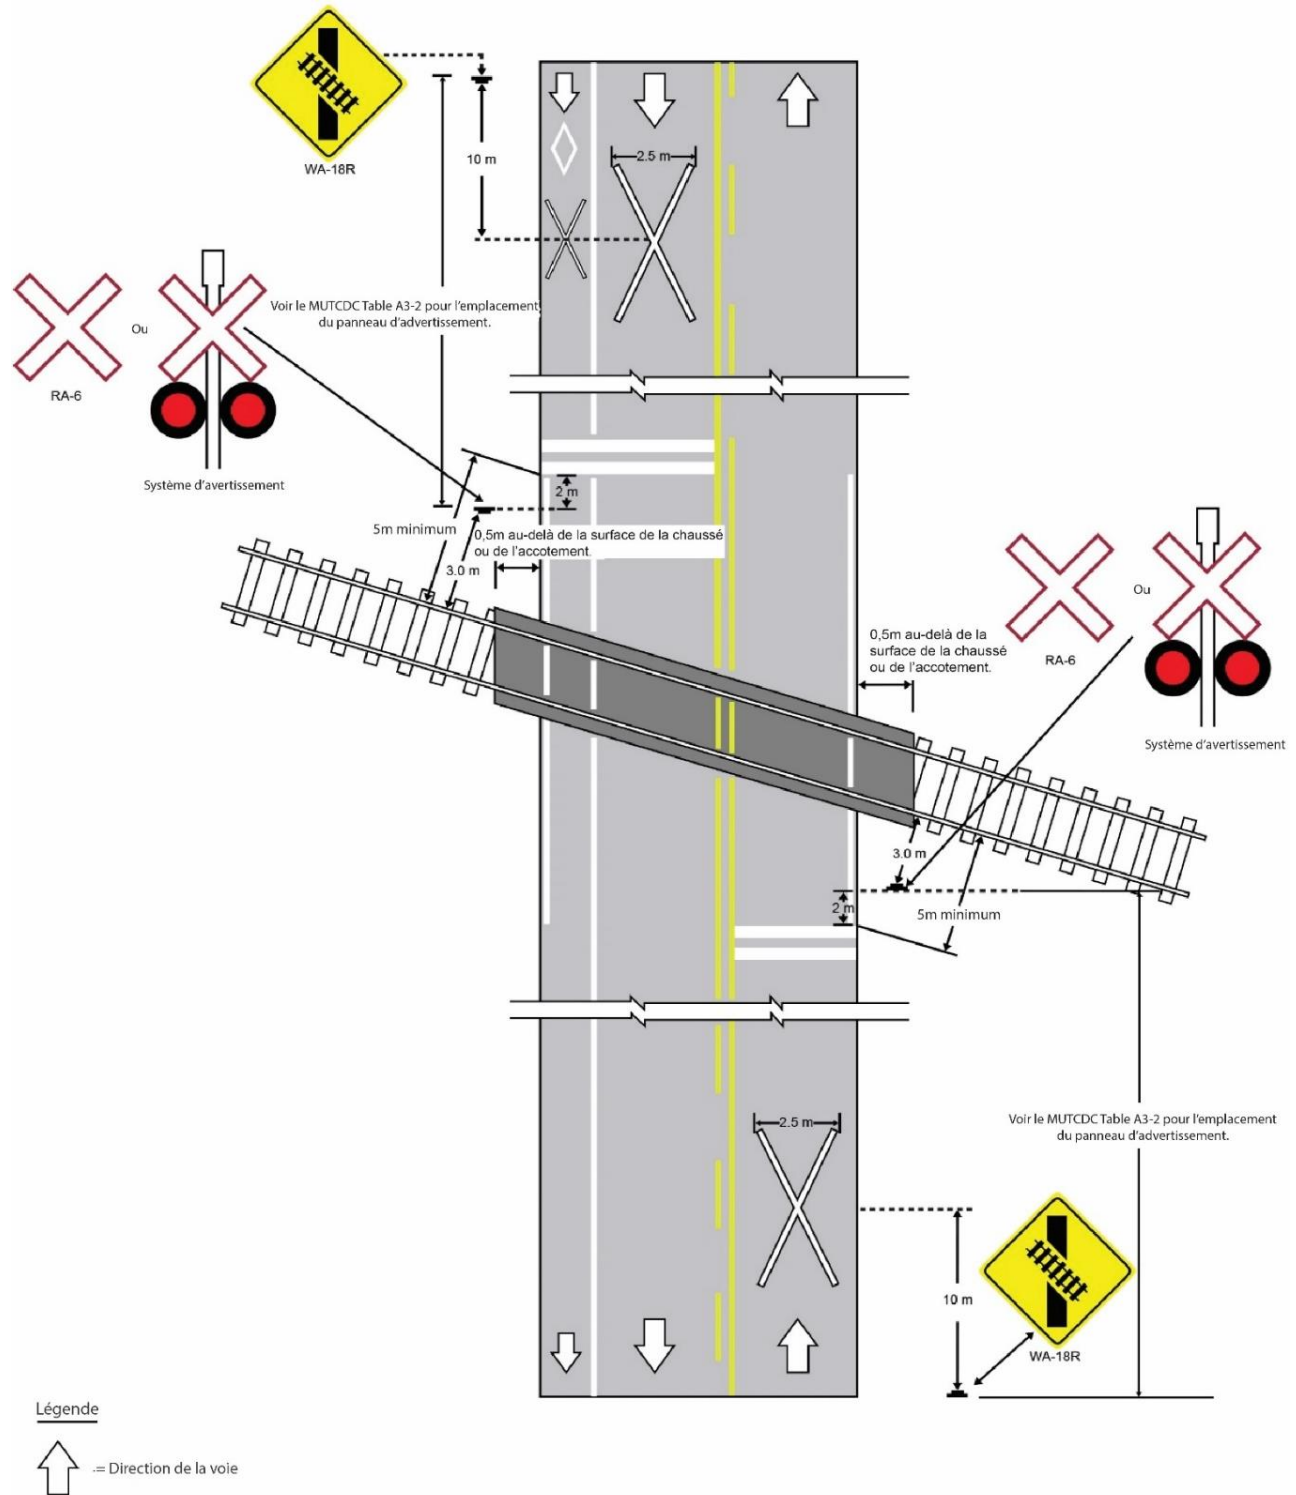 WA-18R
10 m
2.5 m
Voir le MUTCDC Table A3-2 pour l'emplacement
du panneau d'advertissement.
Ou
RA-6
Système d'avertissement
2 m
5m minimum
0,5m au-delà de la surface de la chaussé
ou de l'accotement.
3.0 m
Ou
RA-6
0,5m au-delà de la
surface de la chaussé
ou de l'accotement.
Système d'avertissement
3.0 m
2 m
5m minimum
2.5 m
Voir le MUTCDC Table A3-2 pour l'emplacement
du panneau d'advertissement.
10 m
WA-18R
Légende
.= Direction de la voie